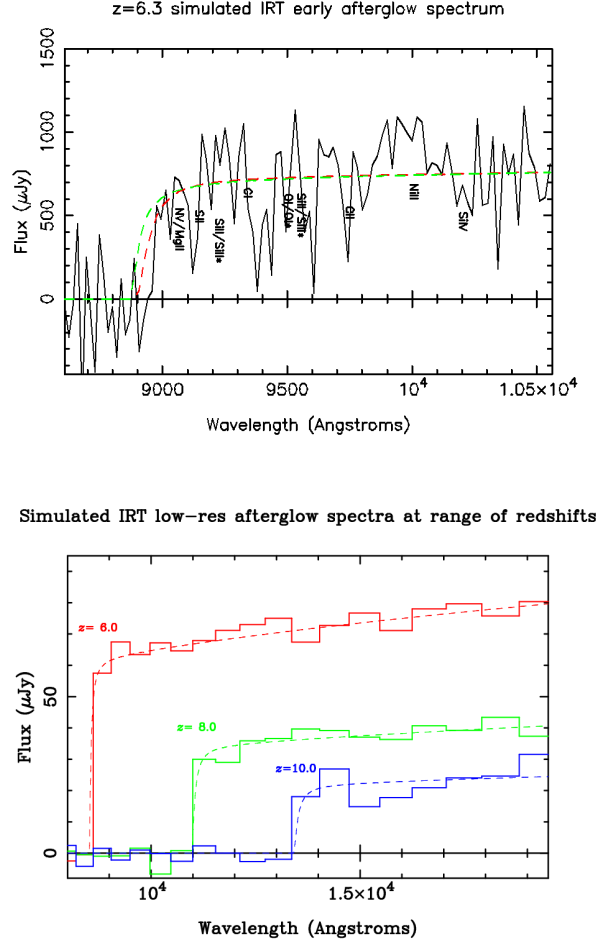 z=6.3 simulated IRT early afterglow spectrum
1500
1000
500
0
Flux (μJy)
NV/MgII
SII
SiII/SiII*
CI
OI/OI*
SiII/SiII*
CII
NiII
SiIV
9000
9500
10⁴
1.05×10⁴
Wavelength (Angstroms)
Simulated IRT low-res afterglow spectra at range of redshifts
z= 6.0
z= 8.0
z=10.0
50
0
Flux (μJy)
10⁴
1.5×10⁴
Wavelength (Angstroms)